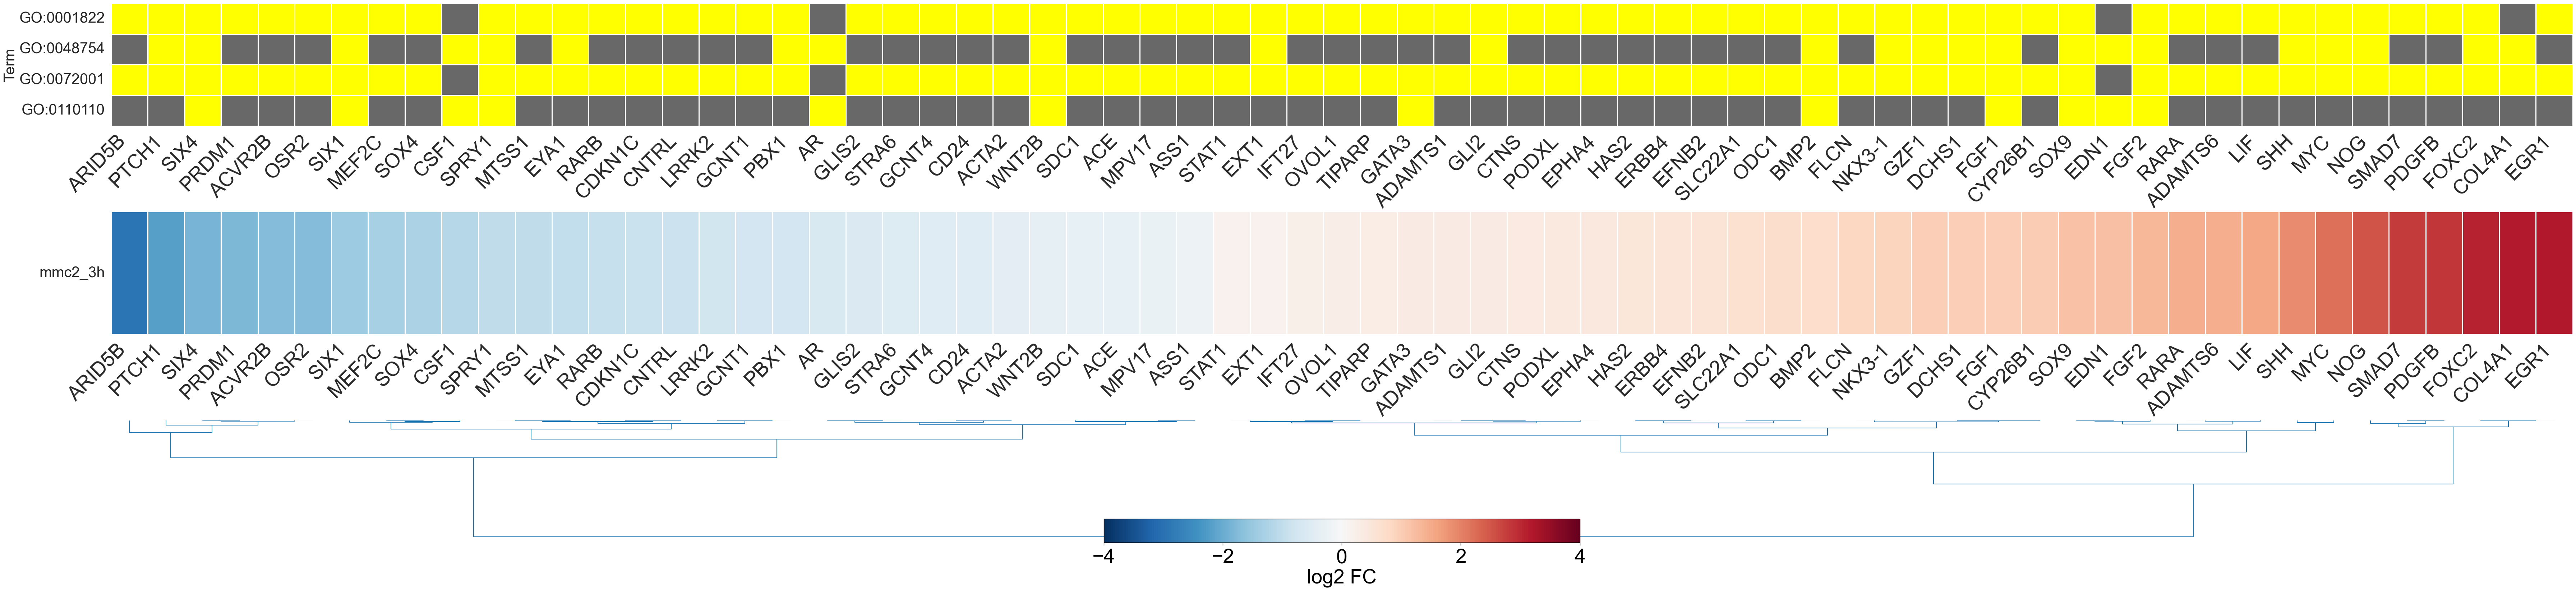 Term
GO:0001822
GO:0048754
GO:0072001
GO:0110110
ARID5B PTCH1 SIX4 PRDM1 ACVR2B OSR2 SIX1 MEF2C SOX4 CSF1 SPRY1 MTSS1 EYA1 RARB CDKN1C CNTRL LRRK2 GCNT1 PBX1 AR GLIS2 STRA6 GCNT4 CD24 ACTA2 WNT2B SDC1 ACE MPV17 ASS1 STAT1 EXT1 IFT27 OVOL1 TIPARP GATA3 ADAMTS1 GLI2 CTNS PODXL EPHA4 HAS2 ERBB4 EFNB2 SLC22A1 ODC1 BMP2 FLCN NKX3-1 GZF1 DCHS1 FGF1 CYP26B1 SOX9 EDN1 FGF2 RARA ADAMTS6 LIF SHH MYC NOG SMAD7 PDGFB FOXC2 COL4A1 EGR1
mmc2_3h
ARID5B PTCH1 SIX4 PRDM1 ACVR2B OSR2 SIX1 MEF2C SOX4 CSF1 SPRY1 MTSS1 EYA1 RARB CDKN1C CNTRL LRRK2 GCNT1 PBX1 AR GLIS2 STRA6 GCNT4 CD24 ACTA2 WNT2B SDC1 ACE MPV17 ASS1 STAT1 EXT1 IFT27 OVOL1 TIPARP GATA3 ADAMTS1 GLI2 CTNS PODXL EPHA4 HAS2 ERBB4 EFNB2 SLC22A1 ODC1 BMP2 FLCN NKX3-1 GZF1 DCHS1 FGF1 CYP26B1 SOX9 EDN1 FGF2 RARA ADAMTS6 LIF SHH MYC NOG SMAD7 PDGFB FOXC2 COL4A1 EGR1
−4 −2 0 2 4
log2 FC